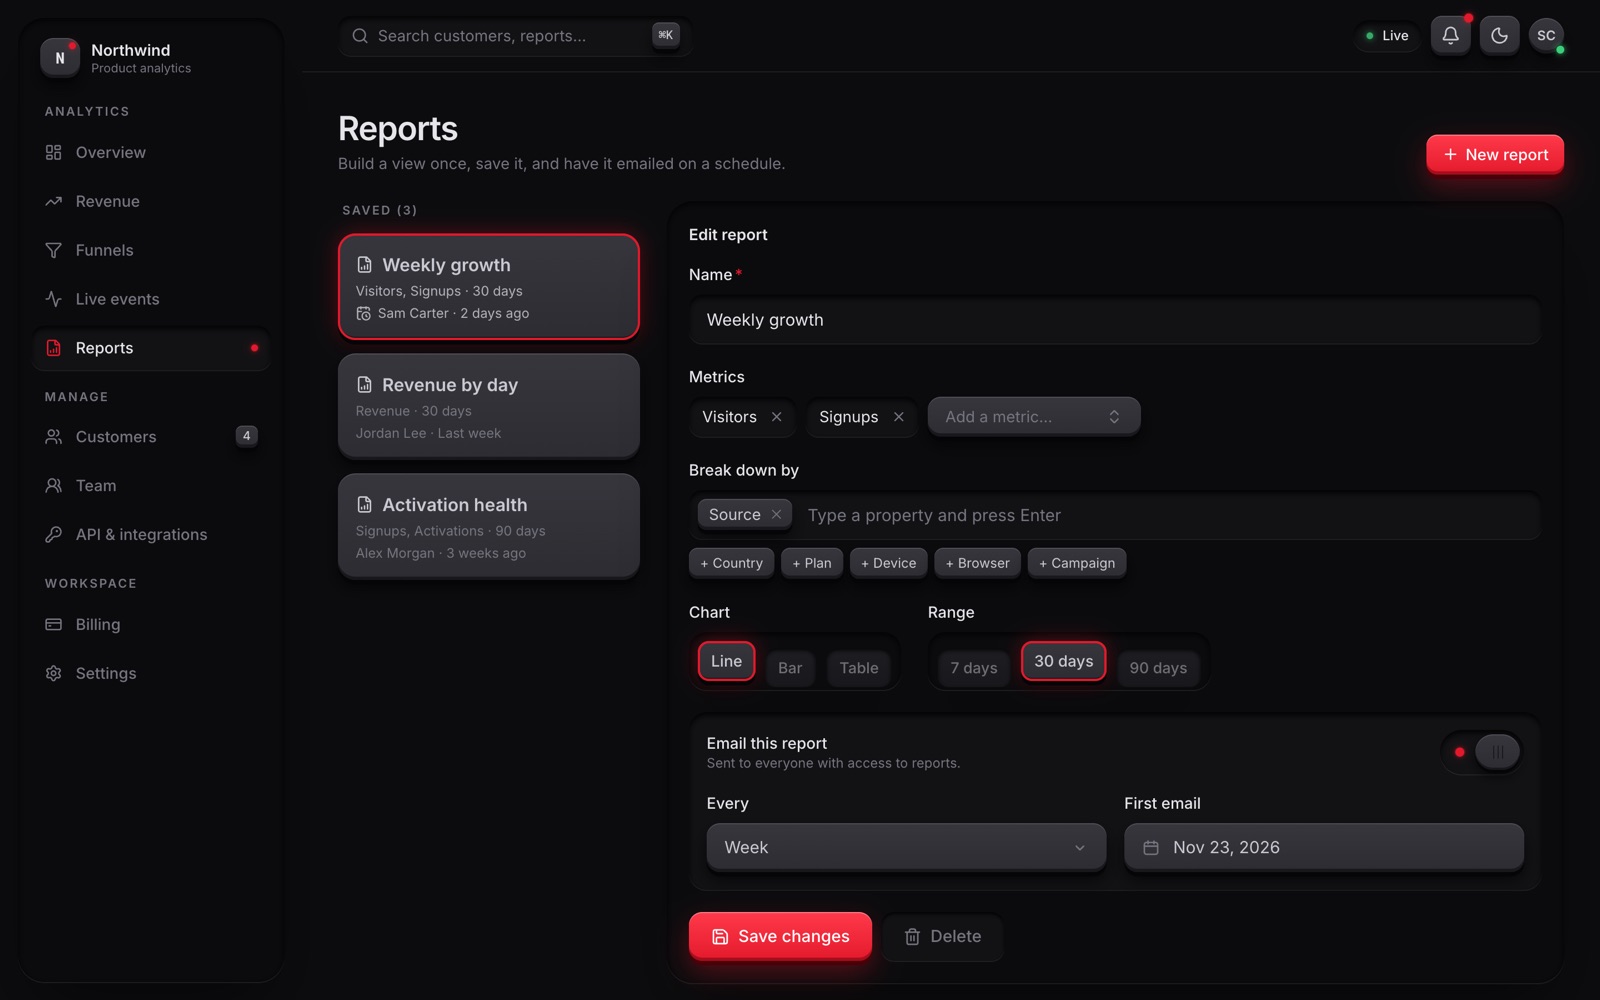 N
Northwind
Product analytics
ANALYTICS
Overview
Revenue
Funnels
Live events
Reports
MANAGE
Customers 4
Team
API & integrations
WORKSPACE
Billing
Settings
Search customers, reports... ⌘K
Live
SC
Reports
Build a view once, save it, and have it emailed on a schedule.
+ New report
SAVED (3)
Weekly growth
Visitors, Signups · 30 days
Sam Carter · 2 days ago
Revenue by day
Revenue · 30 days
Jordan Lee · Last week
Activation health
Signups, Activations · 90 days
Alex Morgan · 3 weeks ago
Edit report
Name *
Weekly growth
Metrics
Visitors Signups Add a metric...
Break down by
Source Type a property and press Enter
+ Country + Plan + Device + Browser + Campaign
Chart Range
Line Bar Table 7 days 30 days 90 days
Email this report
Sent to everyone with access to reports.
Every First email
Week Nov 23, 2026
Save changes Delete